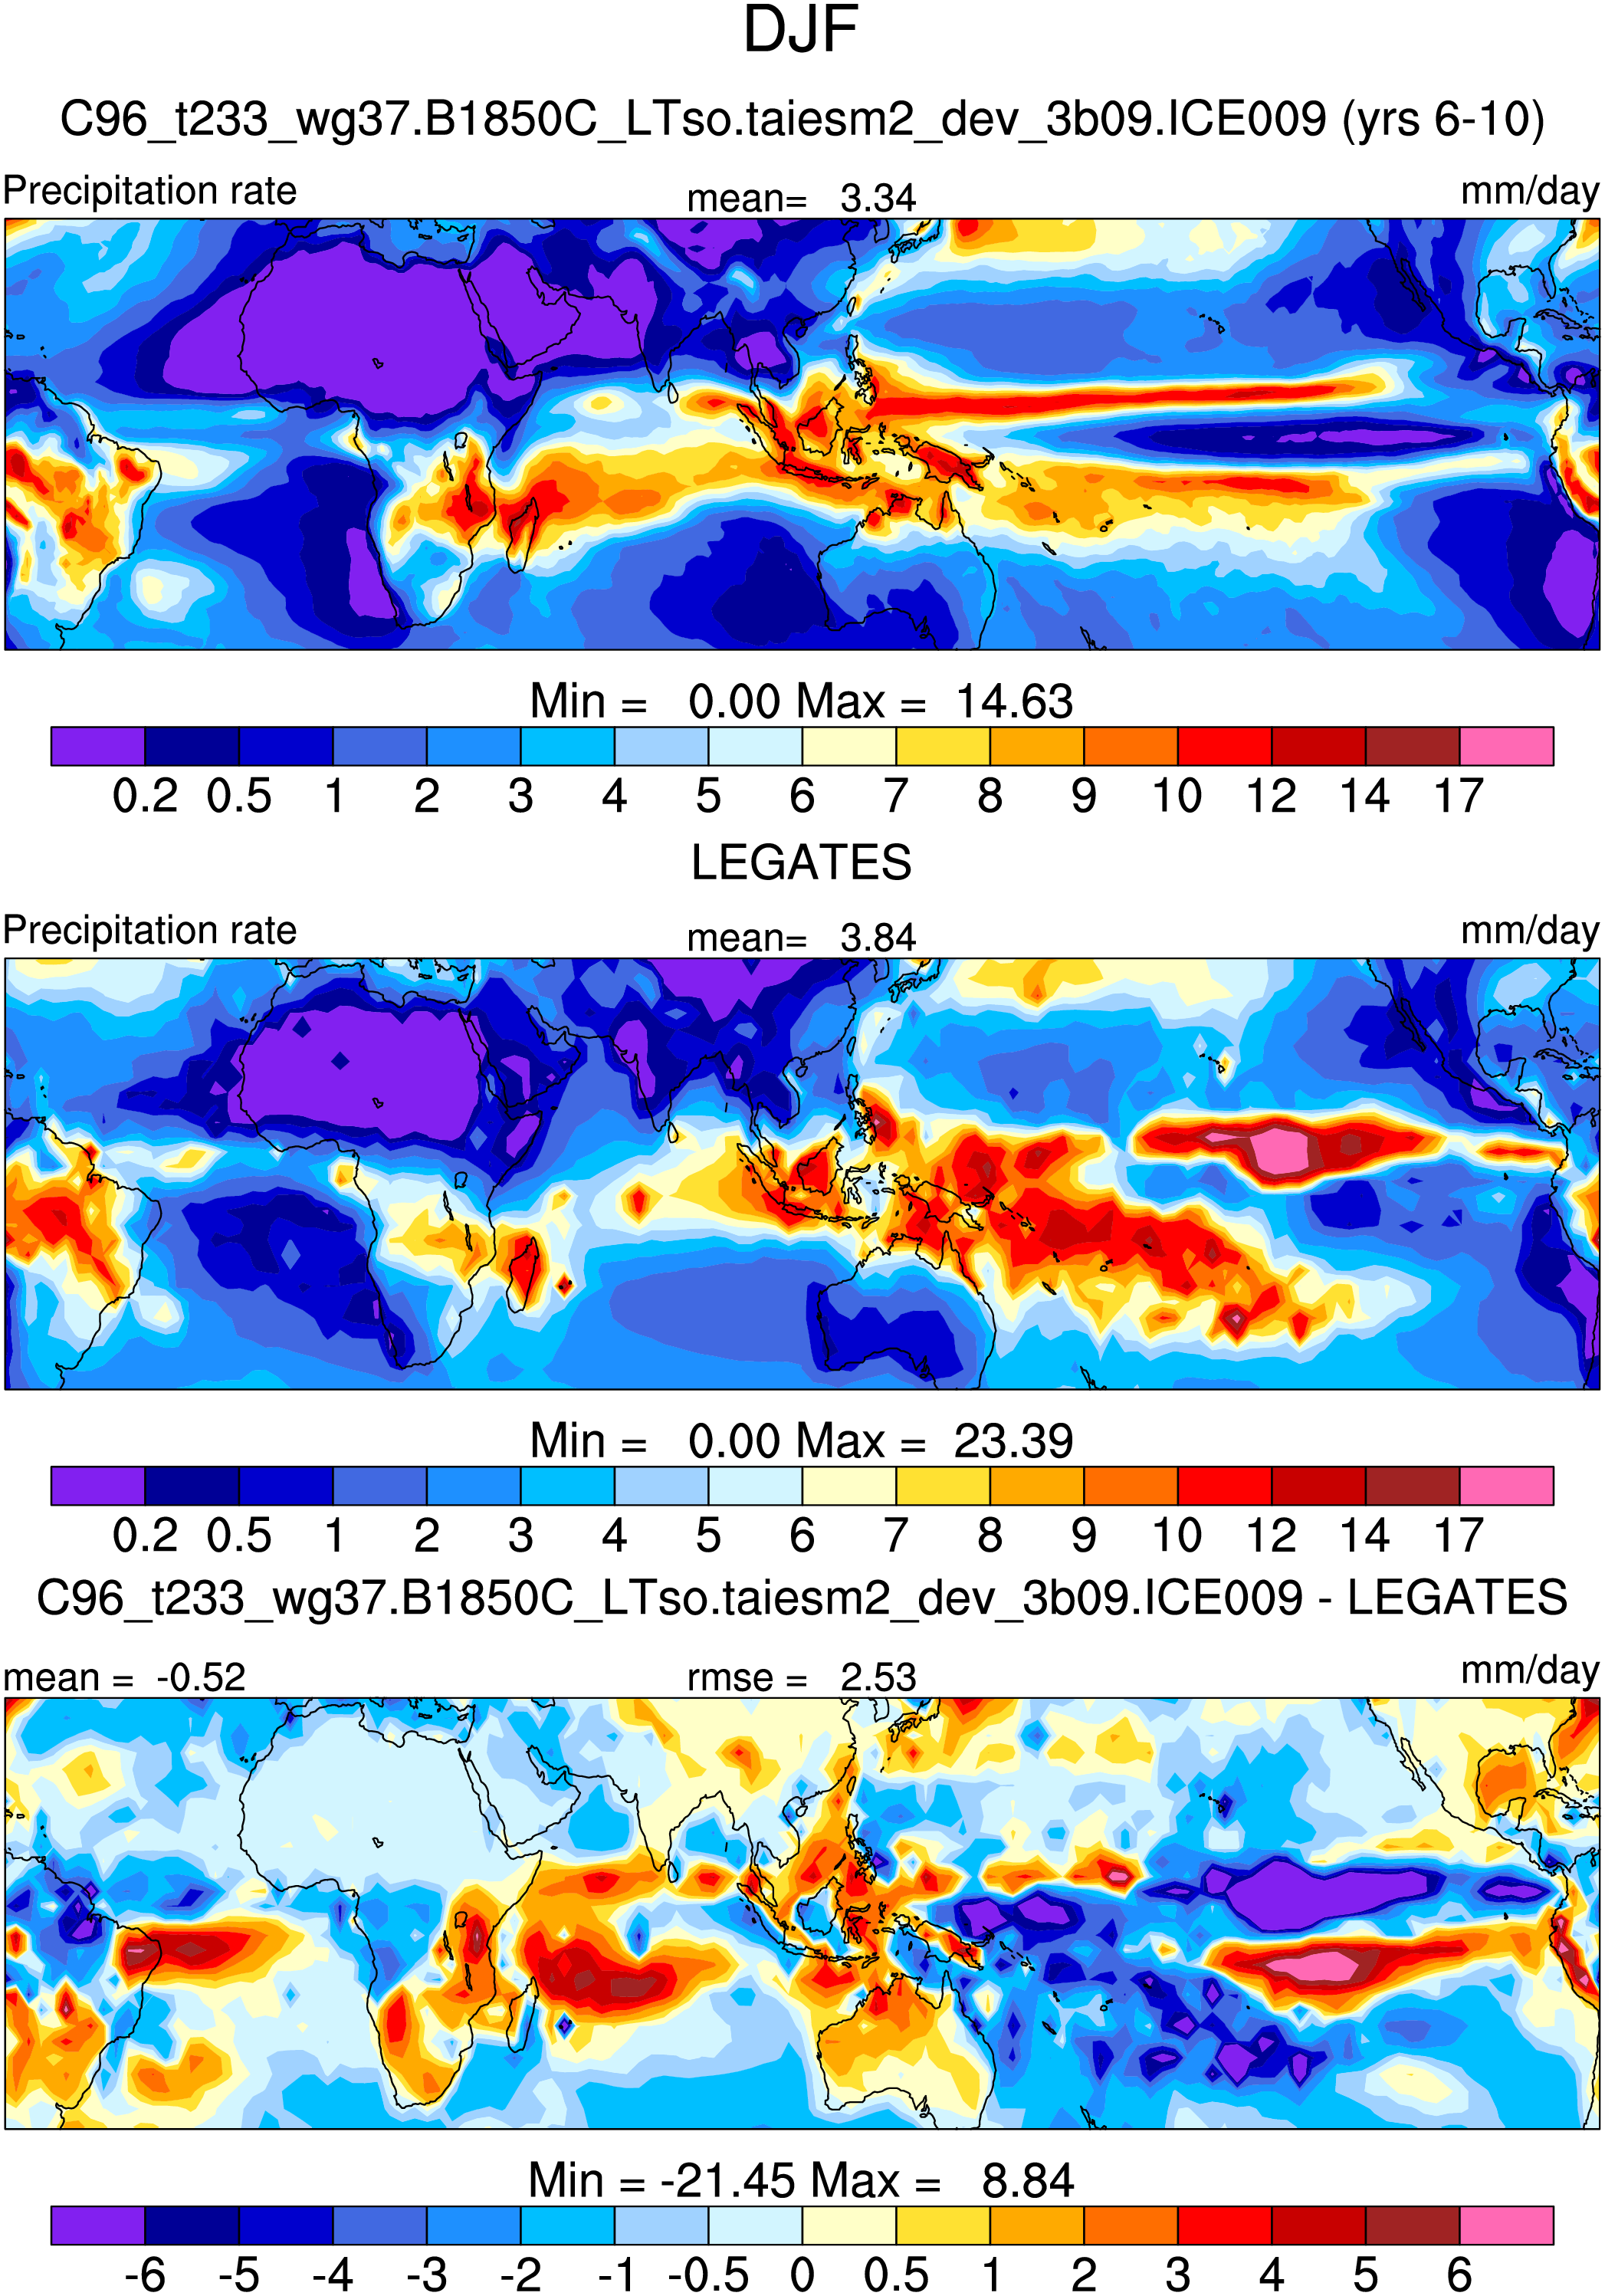 DJF
C96_t233_wg37.B1850C_LTso.taiesm2_dev_3b09.ICE009 (yrs 6-10)
Precipitation rate mean= 3.34 mm/day
Min = 0.00 Max = 14.63
0.2 0.5 1 2 3 4 5 6 7 8 9 10 12 14 17
LEGATES
Precipitation rate mean= 3.84 mm/day
Min = 0.00 Max = 23.39
0.2 0.5 1 2 3 4 5 6 7 8 9 10 12 14 17
C96_t233_wg37.B1850C_LTso.taiesm2_dev_3b09.ICE009 - LEGATES
mean = -0.52 rmse = 2.53 mm/day
Min = -21.45 Max = 8.84
-6 -5 -4 -3 -2 -1 -0.5 0 0.5 1 2 3 4 5 6